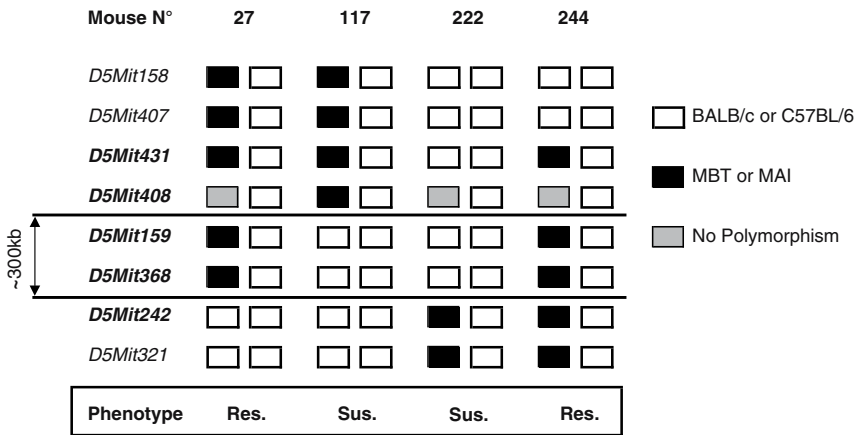 Mouse N° 27 117 222 244
D5Mit158
D5Mit407
D5Mit431
D5Mit408
D5Mit159
D5Mit368
D5Mit242
D5Mit321
~300kb
BALB/c or C57BL/6
MBT or MAI
No Polymorphism
Phenotype Res. Sus. Sus. Res.